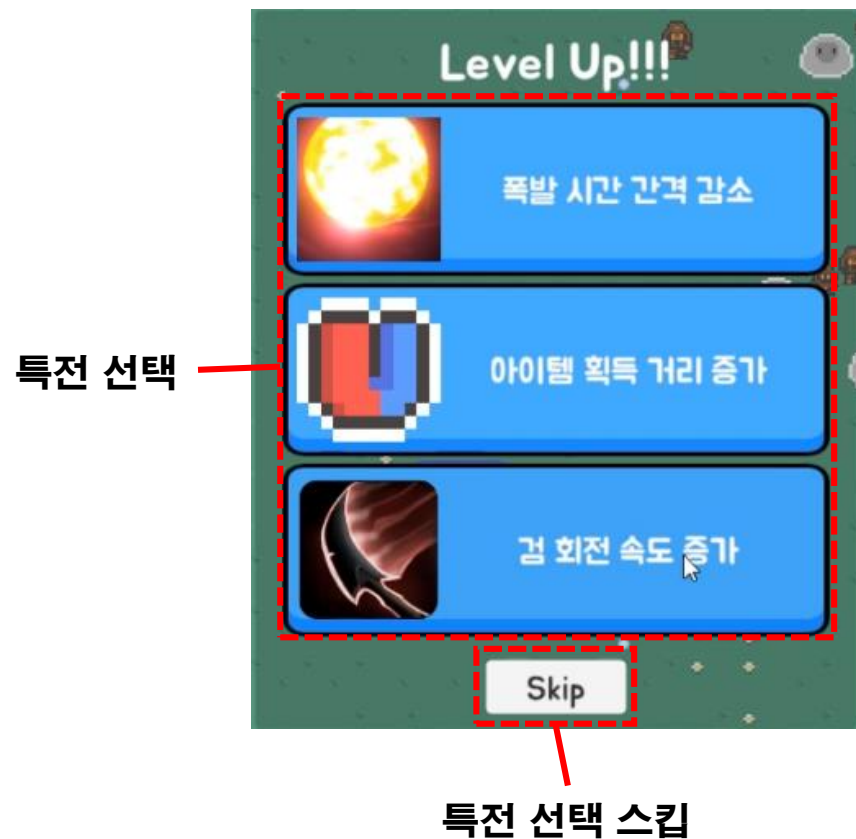 Level Up!!!
폭발 시간 간격 감소
특전 선택
아이템 획득 거리 증가
검 회전 속도 증가
Skip
특전 선택 스킵